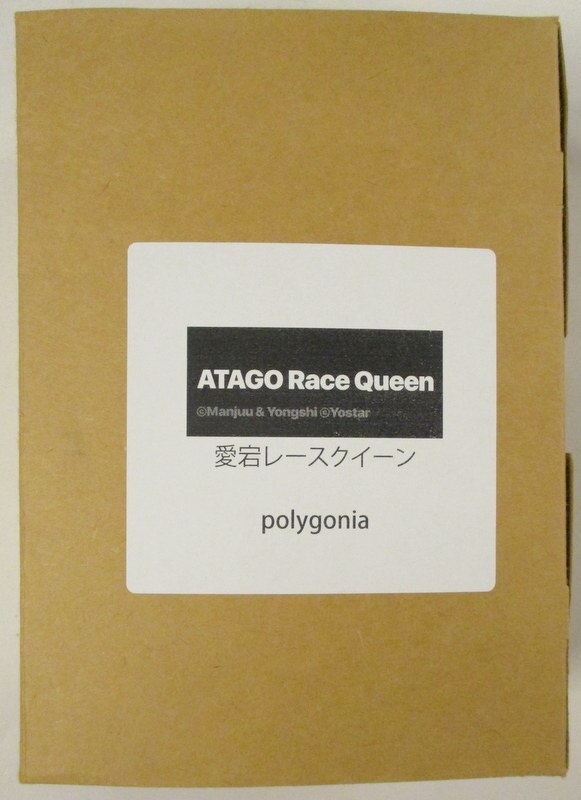 ATAGO Race Queen
©Manjuu & Yongshi ©Yostar
愛宕レースクイーン
polygonia